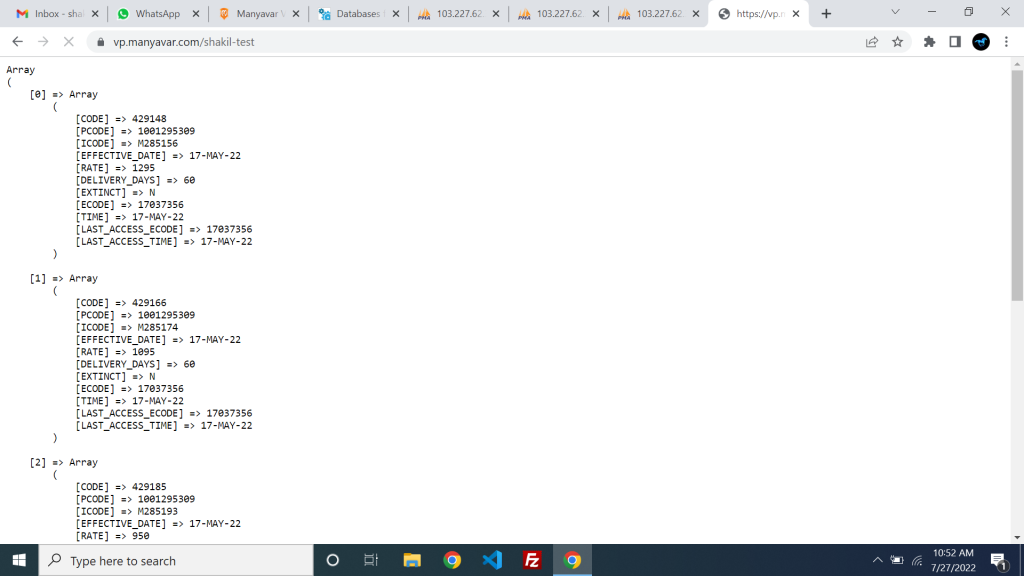 Inbox - shak
WhatsApp
Manyavar V
Databases
103.227.62.
103.227.62.
103.227.62.
https://vp.m
vp.manyavar.com/shakil-test
Array
(
[0] => Array
(
[CODE] => 429148
[PCODE] => 1001295309
[ICODE] => M285156
[EFFECTIVE_DATE] => 17-MAY-22
[RATE] => 1295
[DELIVERY_DAYS] => 60
[EXTINCT] => N
[ECODE] => 17037356
[TIME] => 17-MAY-22
[LAST_ACCESS_ECODE] => 17037356
[LAST_ACCESS_TIME] => 17-MAY-22
)
[1] => Array
(
[CODE] => 429166
[PCODE] => 1001295309
[ICODE] => M285174
[EFFECTIVE_DATE] => 17-MAY-22
[RATE] => 1095
[DELIVERY_DAYS] => 60
[EXTINCT] => N
[ECODE] => 17037356
[TIME] => 17-MAY-22
[LAST_ACCESS_ECODE] => 17037356
[LAST_ACCESS_TIME] => 17-MAY-22
)
[2] => Array
(
[CODE] => 429185
[PCODE] => 1001295309
[ICODE] => M285193
[EFFECTIVE_DATE] => 17-MAY-22
[RATE] => 950
Type here to search
10:52 AM
7/27/2022
1